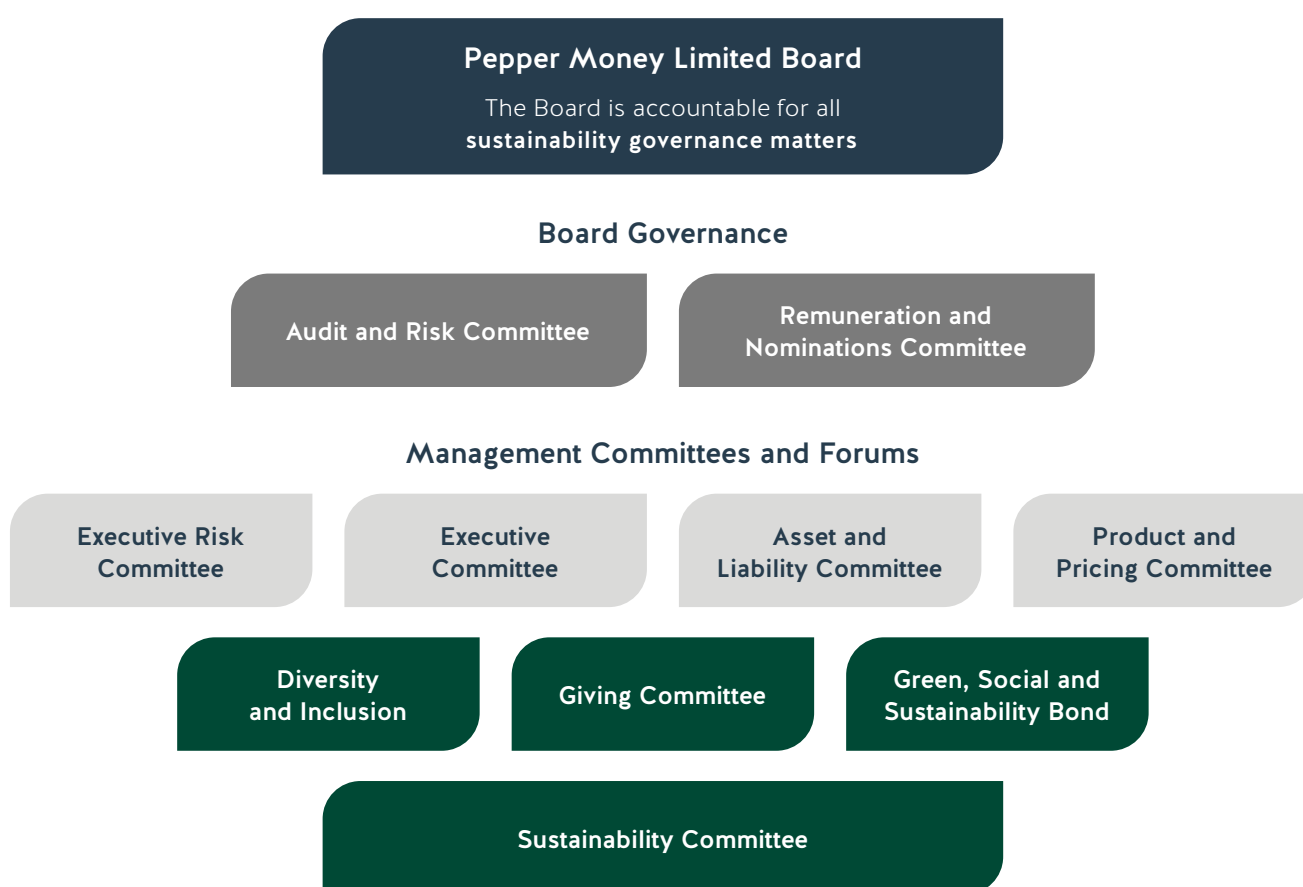 Pepper Money Limited Board
The Board is accountable for all
sustainability governance matters
Board Governance
Audit and Risk Committee
Remuneration and
Nominations Committee
Management Committees and Forums
Executive Risk
Committee
Executive
Committee
Asset and
Liability Committee
Product and
Pricing Committee
Diversity
and Inclusion
Giving Committee
Green, Social and
Sustainability Bond
Sustainability Committee